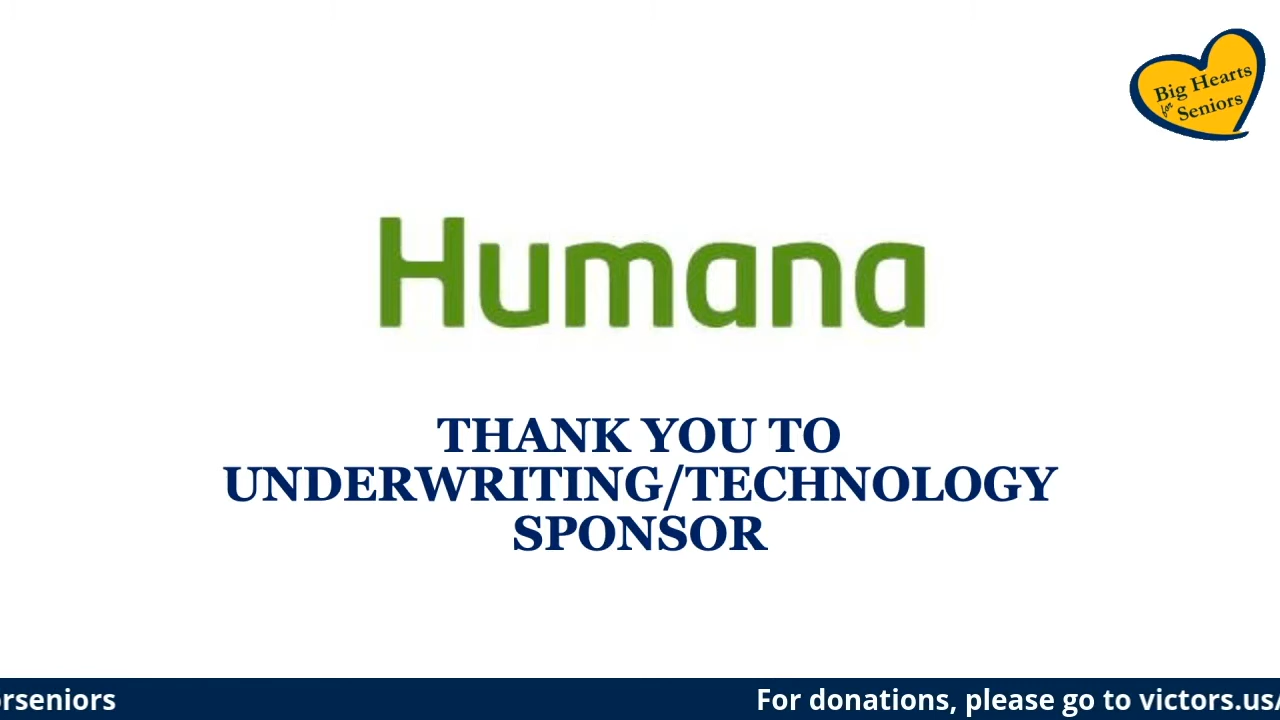 Big Hearts
for
Seniors
Humana
THANK YOU TO
UNDERWRITING/TECHNOLOGY
SPONSOR
rseniors For donations, please go to victors.us/